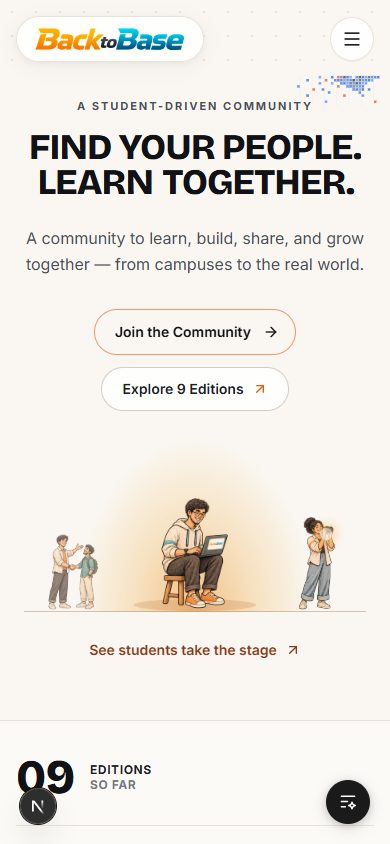 BacktoBase
A STUDENT-DRIVEN COMMUNITY
FIND YOUR PEOPLE.
LEARN TOGETHER.
A community to learn, build, share, and grow
together — from campuses to the real world.
Join the Community →
Explore 9 Editions ↗
See students take the stage ↗
09
EDITIONS
SO FAR
N